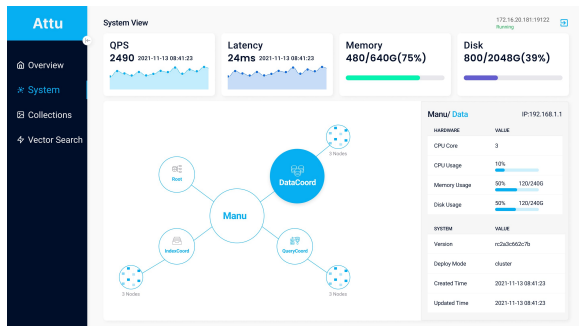 Attu
System View
172.16.20.181:19122
Running
Overview
System
Collections
Vector Search
QPS
2490 2021-11-13 08:41:23
Latency
24ms 2021-11-13 08:41:23
Memory
480/640G(75%)
Disk
800/2048G(39%)
3 Nodes
Root
DataCoord
Manu
IndexCoord
QueryCoord
3 Nodes
3 Nodes
Manu/ Data IP:192.168.1.1
HARDWARE VALUE
CPU Core 3
CPU Usage 10%
Memory Usage 50% 120/240G
Disk Usage 50% 120/240G
SYSTEM VALUE
Version rc2a3c662c7b
Deploy Mode cluster
Created Time 2021-11-13 08:41:23
Updated Time 2021-11-13 08:41:23